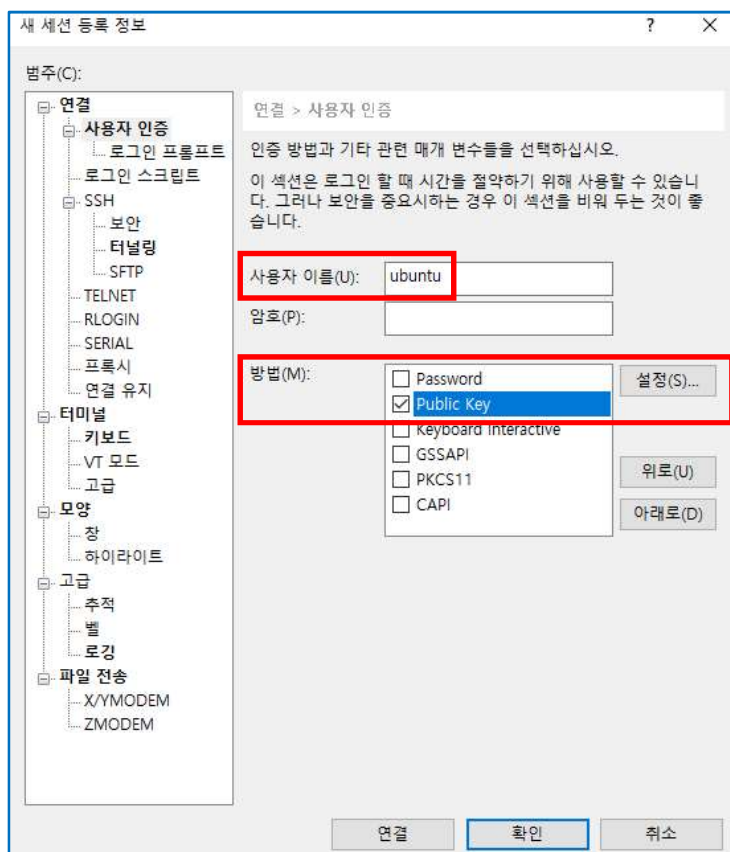 새 세션 등록 정보
?
X
범주(C):
연결
사용자 인증
로그인 프롬프트
로그인 스크립트
SSH
보안
터널링
SFTP
TELNET
RLOGIN
SERIAL
프록시
연결 유지
터미널
키보드
VT 모드
고급
모양
창
하이라이트
고급
추적
벨
로깅
파일 전송
X/YMODEM
ZMODEM
연결 > 사용자 인증
인증 방법과 기타 관련 매개 변수들을 선택하십시오.
이 섹션은 로그인 할 때 시간을 절약하기 위해 사용할 수 있습니
다. 그러나 보안을 중요시하는 경우 이 섹션을 비워 두는 것이 좋
습니다.
사용자 이름(U): ubuntu
암호(P):
방법(M):
Password
Public Key
Keyboard Interactive
GSSAPI
PKCS11
CAPI
설정(S)...
위로(U)
아래로(D)
연결 확인 취소